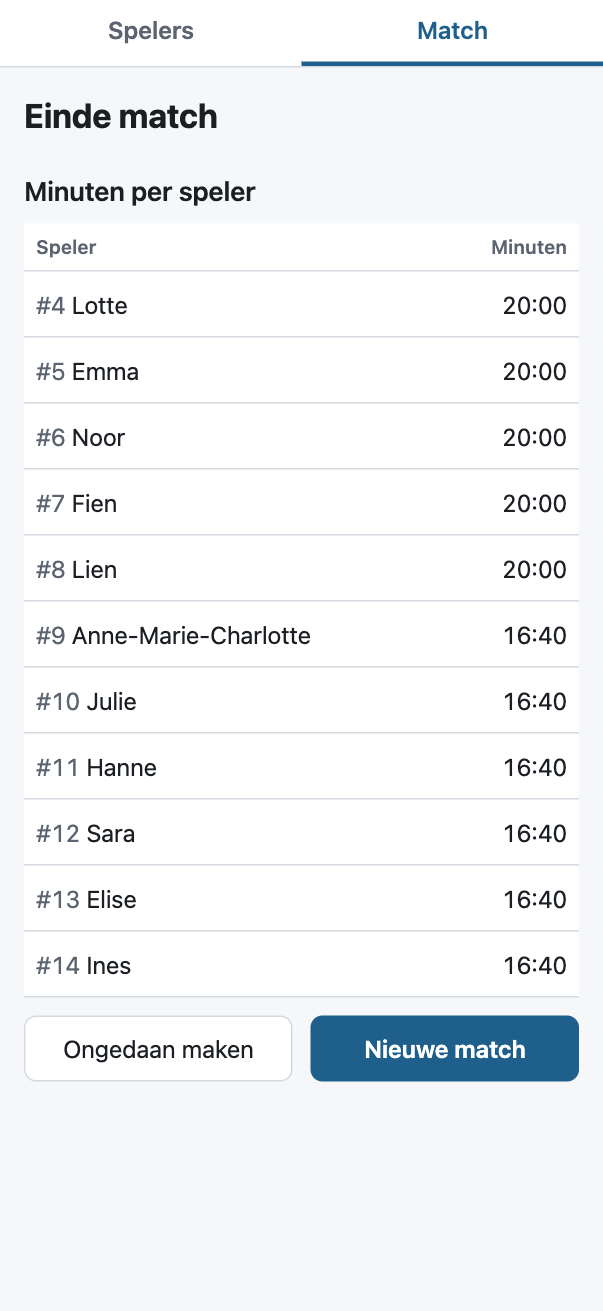 Spelers Match
Einde match
Minuten per speler
Speler Minuten
#4 Lotte 20:00
#5 Emma 20:00
#6 Noor 20:00
#7 Fien 20:00
#8 Lien 20:00
#9 Anne-Marie-Charlotte 16:40
#10 Julie 16:40
#11 Hanne 16:40
#12 Sara 16:40
#13 Elise 16:40
#14 Ines 16:40
Ongedaan maken Nieuwe match